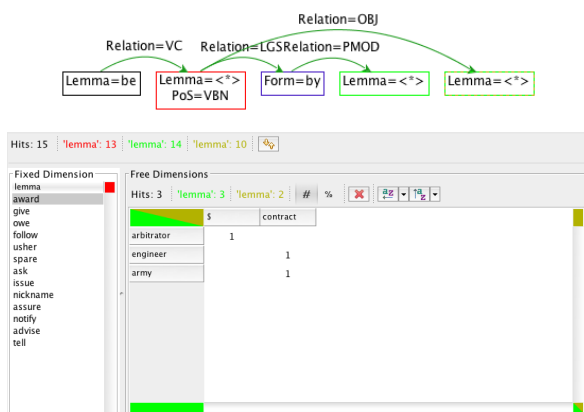 Relation=OBJ
Relation=VC Relation=LGS Relation=PMOD
Lemma=be Lemma=<*> Form=by Lemma=<*> Lemma=<*>
PoS=VBN
Hits: 15 'lemma': 13 'lemma': 14 'lemma': 10
Fixed Dimension Free Dimensions
lemma Hits: 3 'lemma': 3 'lemma': 2 # %
award
give $ contract
owe
follow arbitrator 1
usher engineer 1
spare army 1
ask
issue
nickname
assure
notify
advise
tell